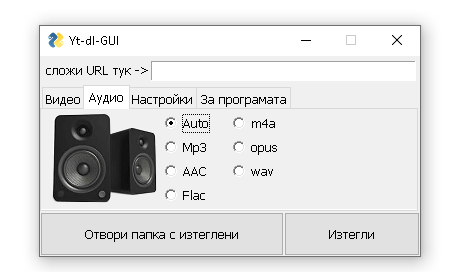 Yt-dl-GUI
сложи URL тук ->
Видео Аудио Настройки За програмата
Auto m4a
Mp3 opus
AAC wav
Flac
Отвори папка с изтеглени Изтегли